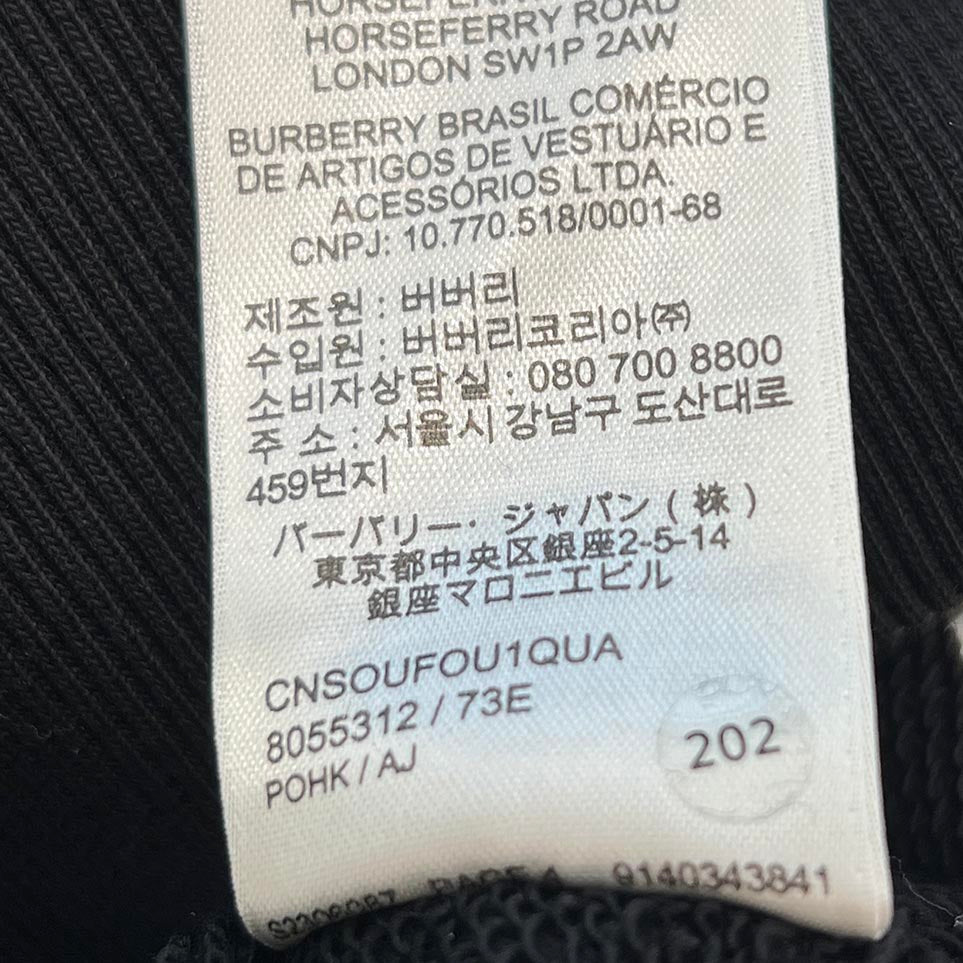 HORSEFERRY ROAD
LONDON SW1P 2AW
BURBERRY BRASIL COMÉRCIO
DE ARTIGOS DE VESTUÁRIO E
ACESSÓRIOS LTDA.
CNPJ: 10.770.518/0001-68
제조원 : 버버리
수입원 : 버버리코리아㈜
소비자상담실 : 080 700 8800
주 소 : 서울시 강남구 도산대로
459번지
バーバリー・ジャパン ( 株 )
東京都中央区銀座2-5-14
銀座マロニエビル
CNSOUFOU1QUA
8055312 / 73E
POHK / AJ
202
9140343841